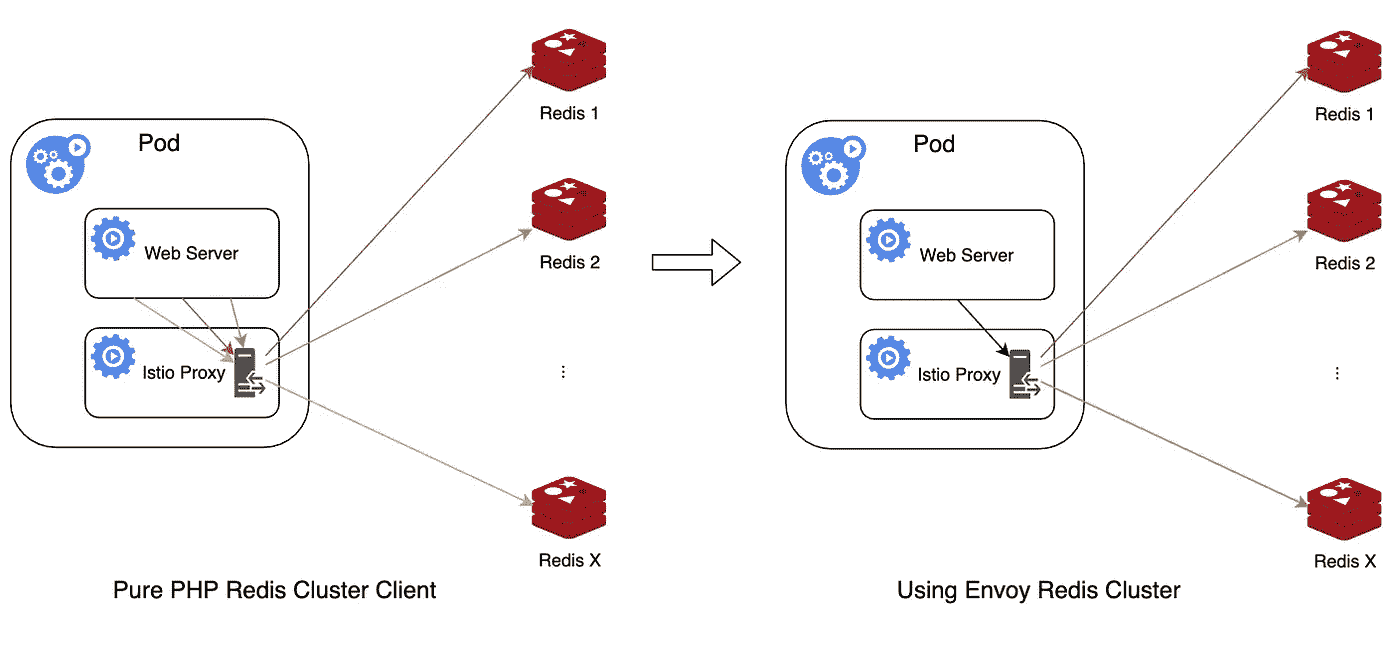 Pod
Web Server
Istio Proxy
Redis 1
Redis 2
⋮
Redis X
Pure PHP Redis Cluster Client
Pod
Web Server
Istio Proxy
Redis 1
Redis 2
⋮
Redis X
Using Envoy Redis Cluster